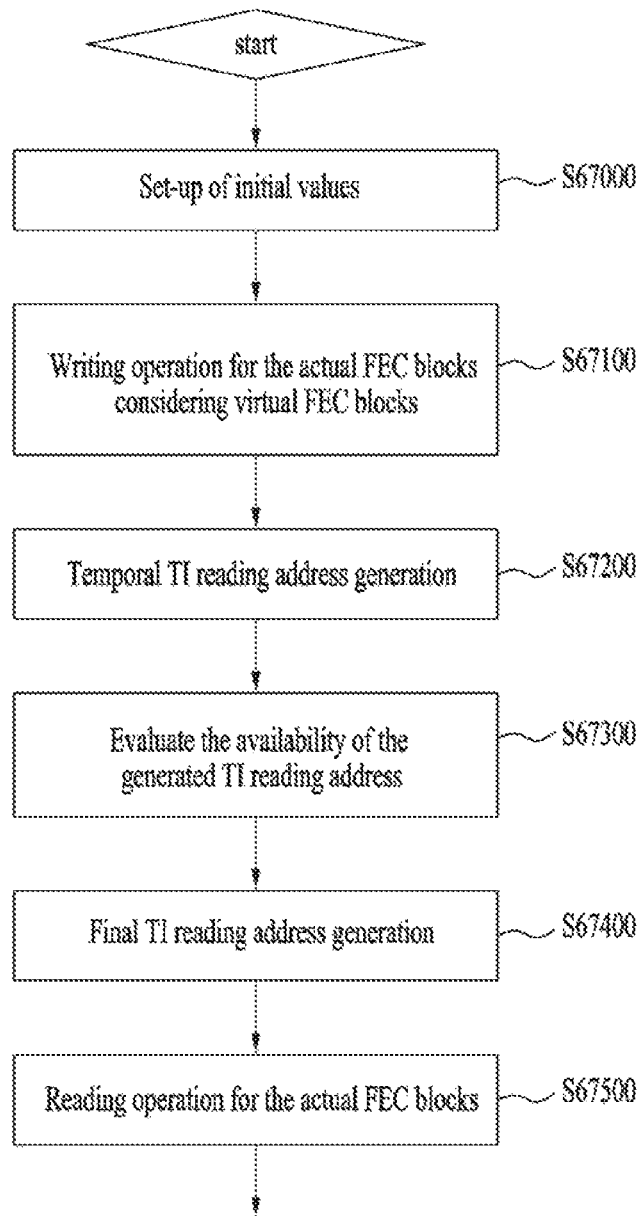 start
Set-up of initial values
S67000
Writing operation for the actual FEC blocks
considering virtual FEC blocks
S67100
Temporal TI reading address generation
S67200
Evaluate the availability of the
generated TI reading address
S67300
Final TI reading address generation
S67400
Reading operation for the actual FEC blocks
S67500